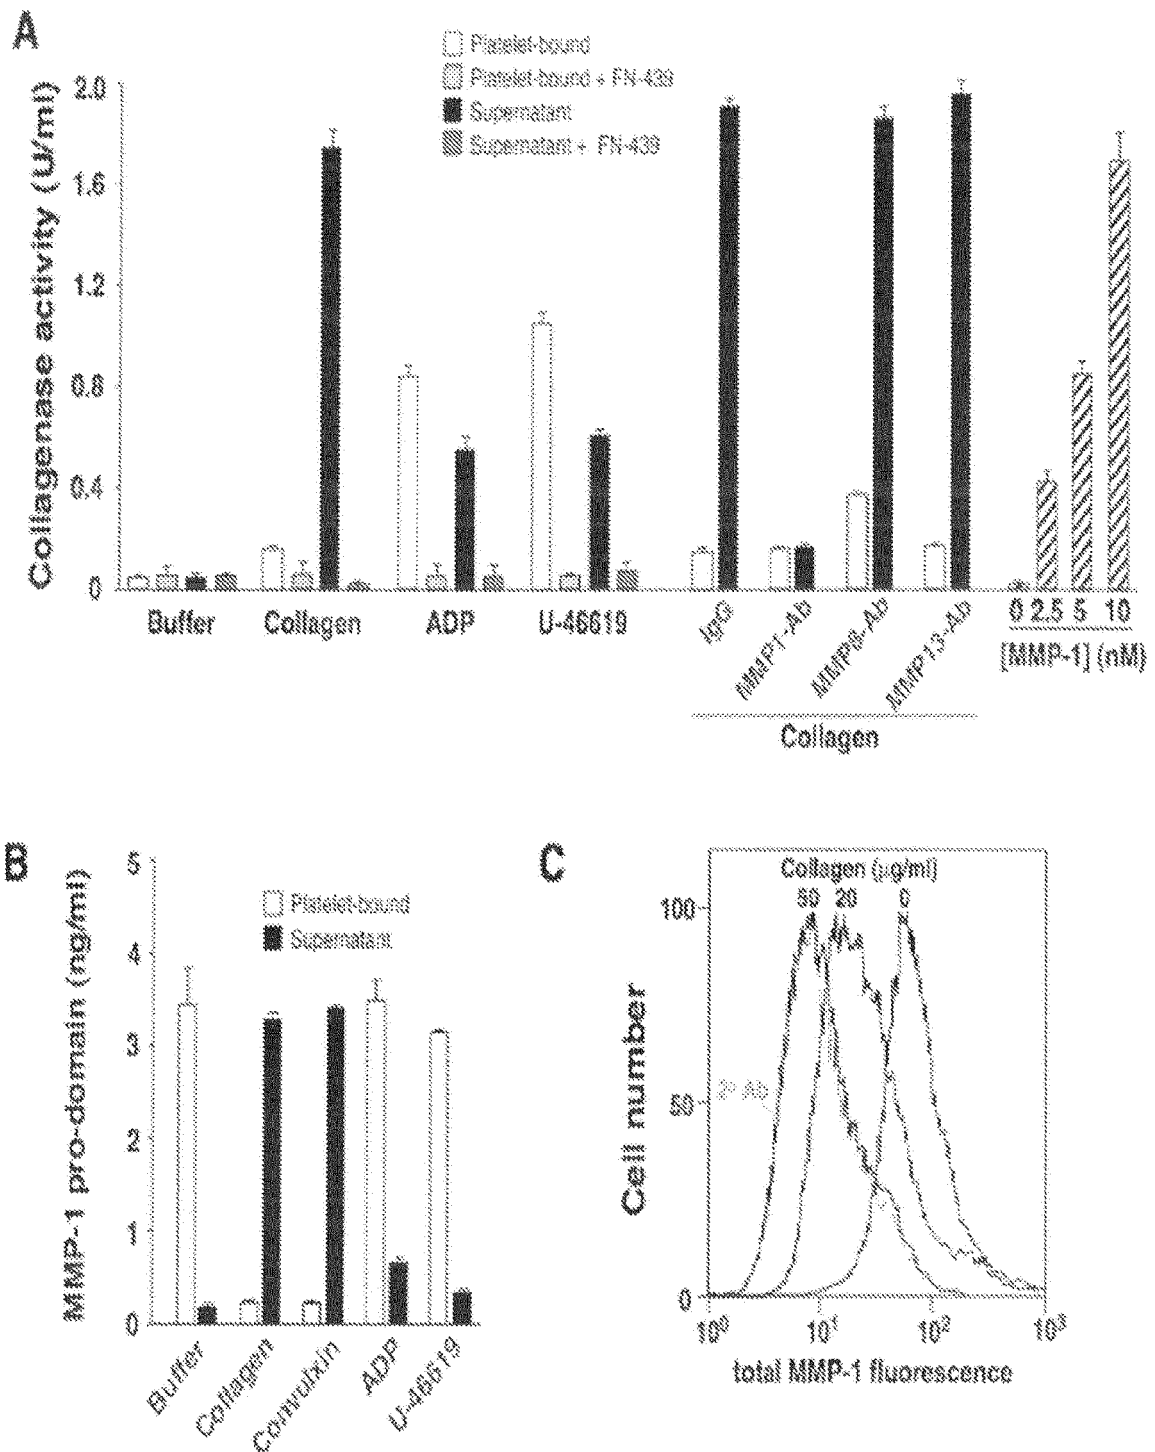 A
Platelet-bound
Platelet-bound + FN-439
Supernatant
Supernatant + FN-439
Collagenase activity (U/ml)
2.0
1.6
1.2
0.8
0.4
0
Buffer
Collagen
ADP
U-46619
IgG
MMP1-Ab
MMP8-Ab
MMP13-Ab
Collagen
0 2.5 5 10
[MMP-1] (nM)
B
MMP-1 pro-domain (ng/ml)
5
4
3
2
1
0
Platelet-bound
Supernatant
Buffer
Collagen
Convulxin
ADP
U-46619
C
Collagen (μg/ml)
20 0
Cell number
100
50
0
2º Ab
10⁰ 10¹ 10² 10³
total MMP-1 fluorescence